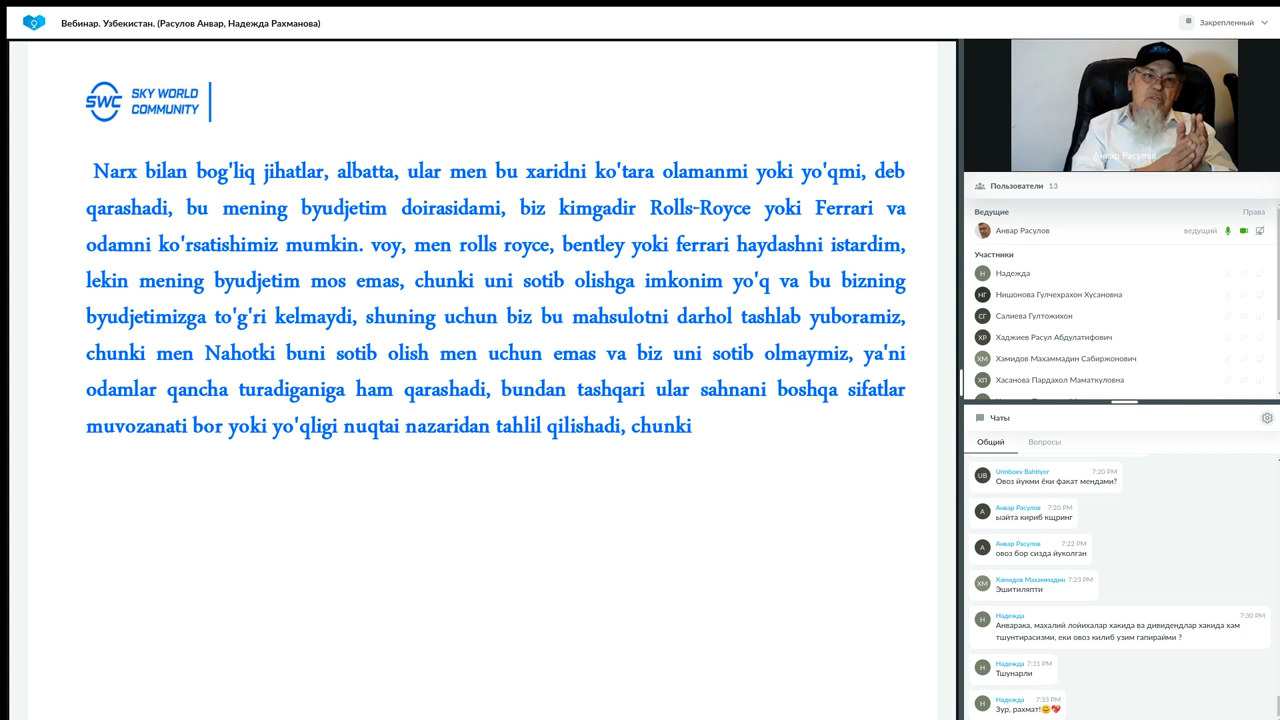 Вебинар. Узбекистан. (Расулов Анвар, Надежда Рахманова)
Закрепленный
SWC
SKY WORLD
COMMUNITY
Narx bilan bog'liq jihatlar, albatta, ular men bu xaridni ko'tara olamanmi yoki yo'qmi, deb
qarashadi, bu mening byudjetim doirasidami, biz kimgadir Rolls-Royce yoki Ferrari va
odamni ko'rsatishimiz mumkin. voy, men rolls royce, bentley yoki ferrari haydashni istardim,
lekin mening byudjetim mos emas, chunki uni sotib olishga imkonim yo'q va bu bizning
byudjetimizga to'g'ri kelmaydi, shuning uchun biz bu mahsulotni darhol tashlab yuboramiz,
chunki men Nahotki buni sotib olish men uchun emas va biz uni sotib olmaymiz, ya'ni
odamlar qancha turadiganiga ham qarashadi, bundan tashqari ular sahnani boshqa sifatlar
muvozanati bor yoki yo'qligi nuqtai nazaridan tahlil qilishadi, chunki
Анвар Расулов
Пользователи 13
Ведущие Права
Анвар Расулов ведущий
Участники
Н Надежда
НГ Нишонова Гулчехрахон Хусановна
СГ Салиева Гултожихон
ХР Хаджиев Расул Абдулатифович
ХМ Хамидов Махаммадин Сабиржонович
ХП Хасанова Пардахол Маматкуловна
Чаты
Общий Вопросы
UB Urinboev Bahtiyor 7:20 PM
Овоз йукми ёки факат мендами?
А Анвар Расулов 7:20 PM
ыайта кириб кщринг
А Анвар Расулов 7:22 PM
овоз бор сизда йуколган
ХМ Хамидов Махаммадин 7:23 PM
Эшитиляпти
Н Надежда 7:30 PM
Анварака, махалий лойихалар хакида ва дивидендлар хакида хам
тшунтирасизми, еки овоз килиб узим гапирайми ?
Н Надежда 7:31 PM
Тшунарли
Н Надежда 7:33 PM
Зур, рахмат!😊💖